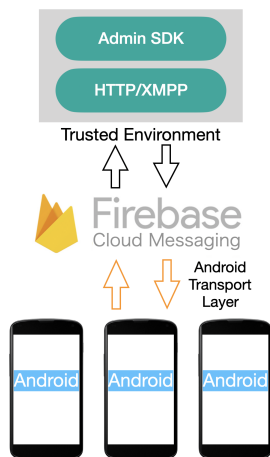 Admin SDK
HTTP/XMPP
Trusted Environment
Firebase
Cloud Messaging
Android
Transport
Layer
Android
Android
Android